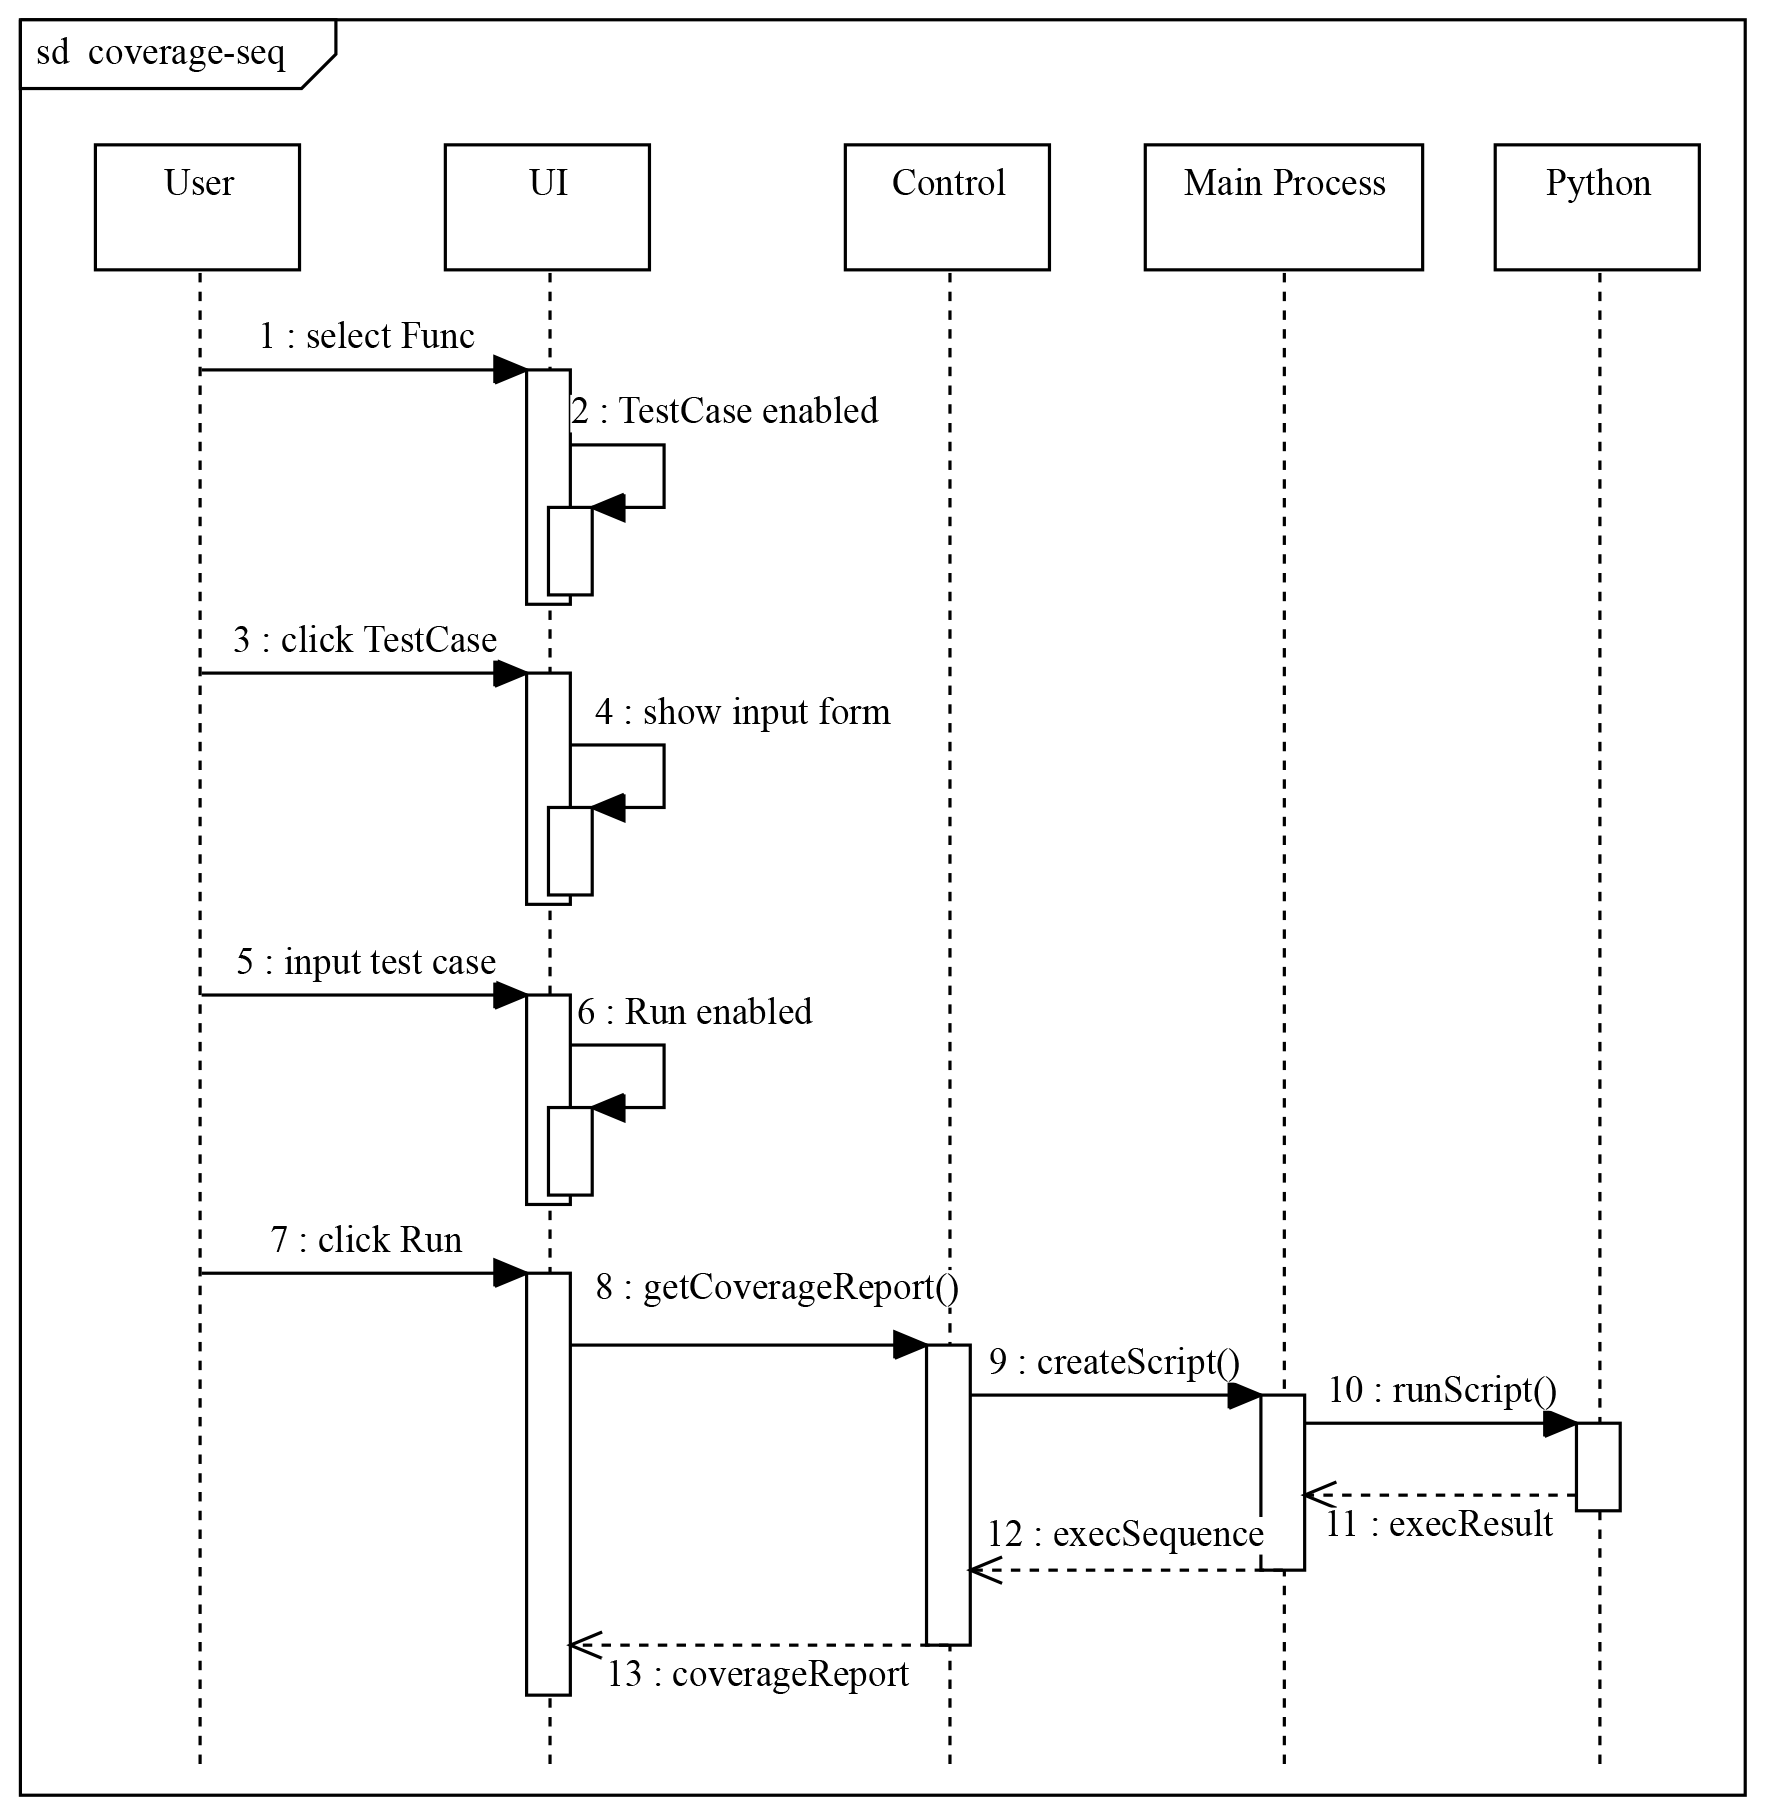 sd  coverage-seq
User
UI
Control
Main Process
Python
1 : select Func
2 : TestCase enabled
3 : click TestCase
4 : show input form
5 : input test case
6 : Run enabled
7 : click Run
8 : getCoverageReport()
9 : createScript()
10 : runScript()
11 : execResult
12 : execSequence
13 : coverageReport